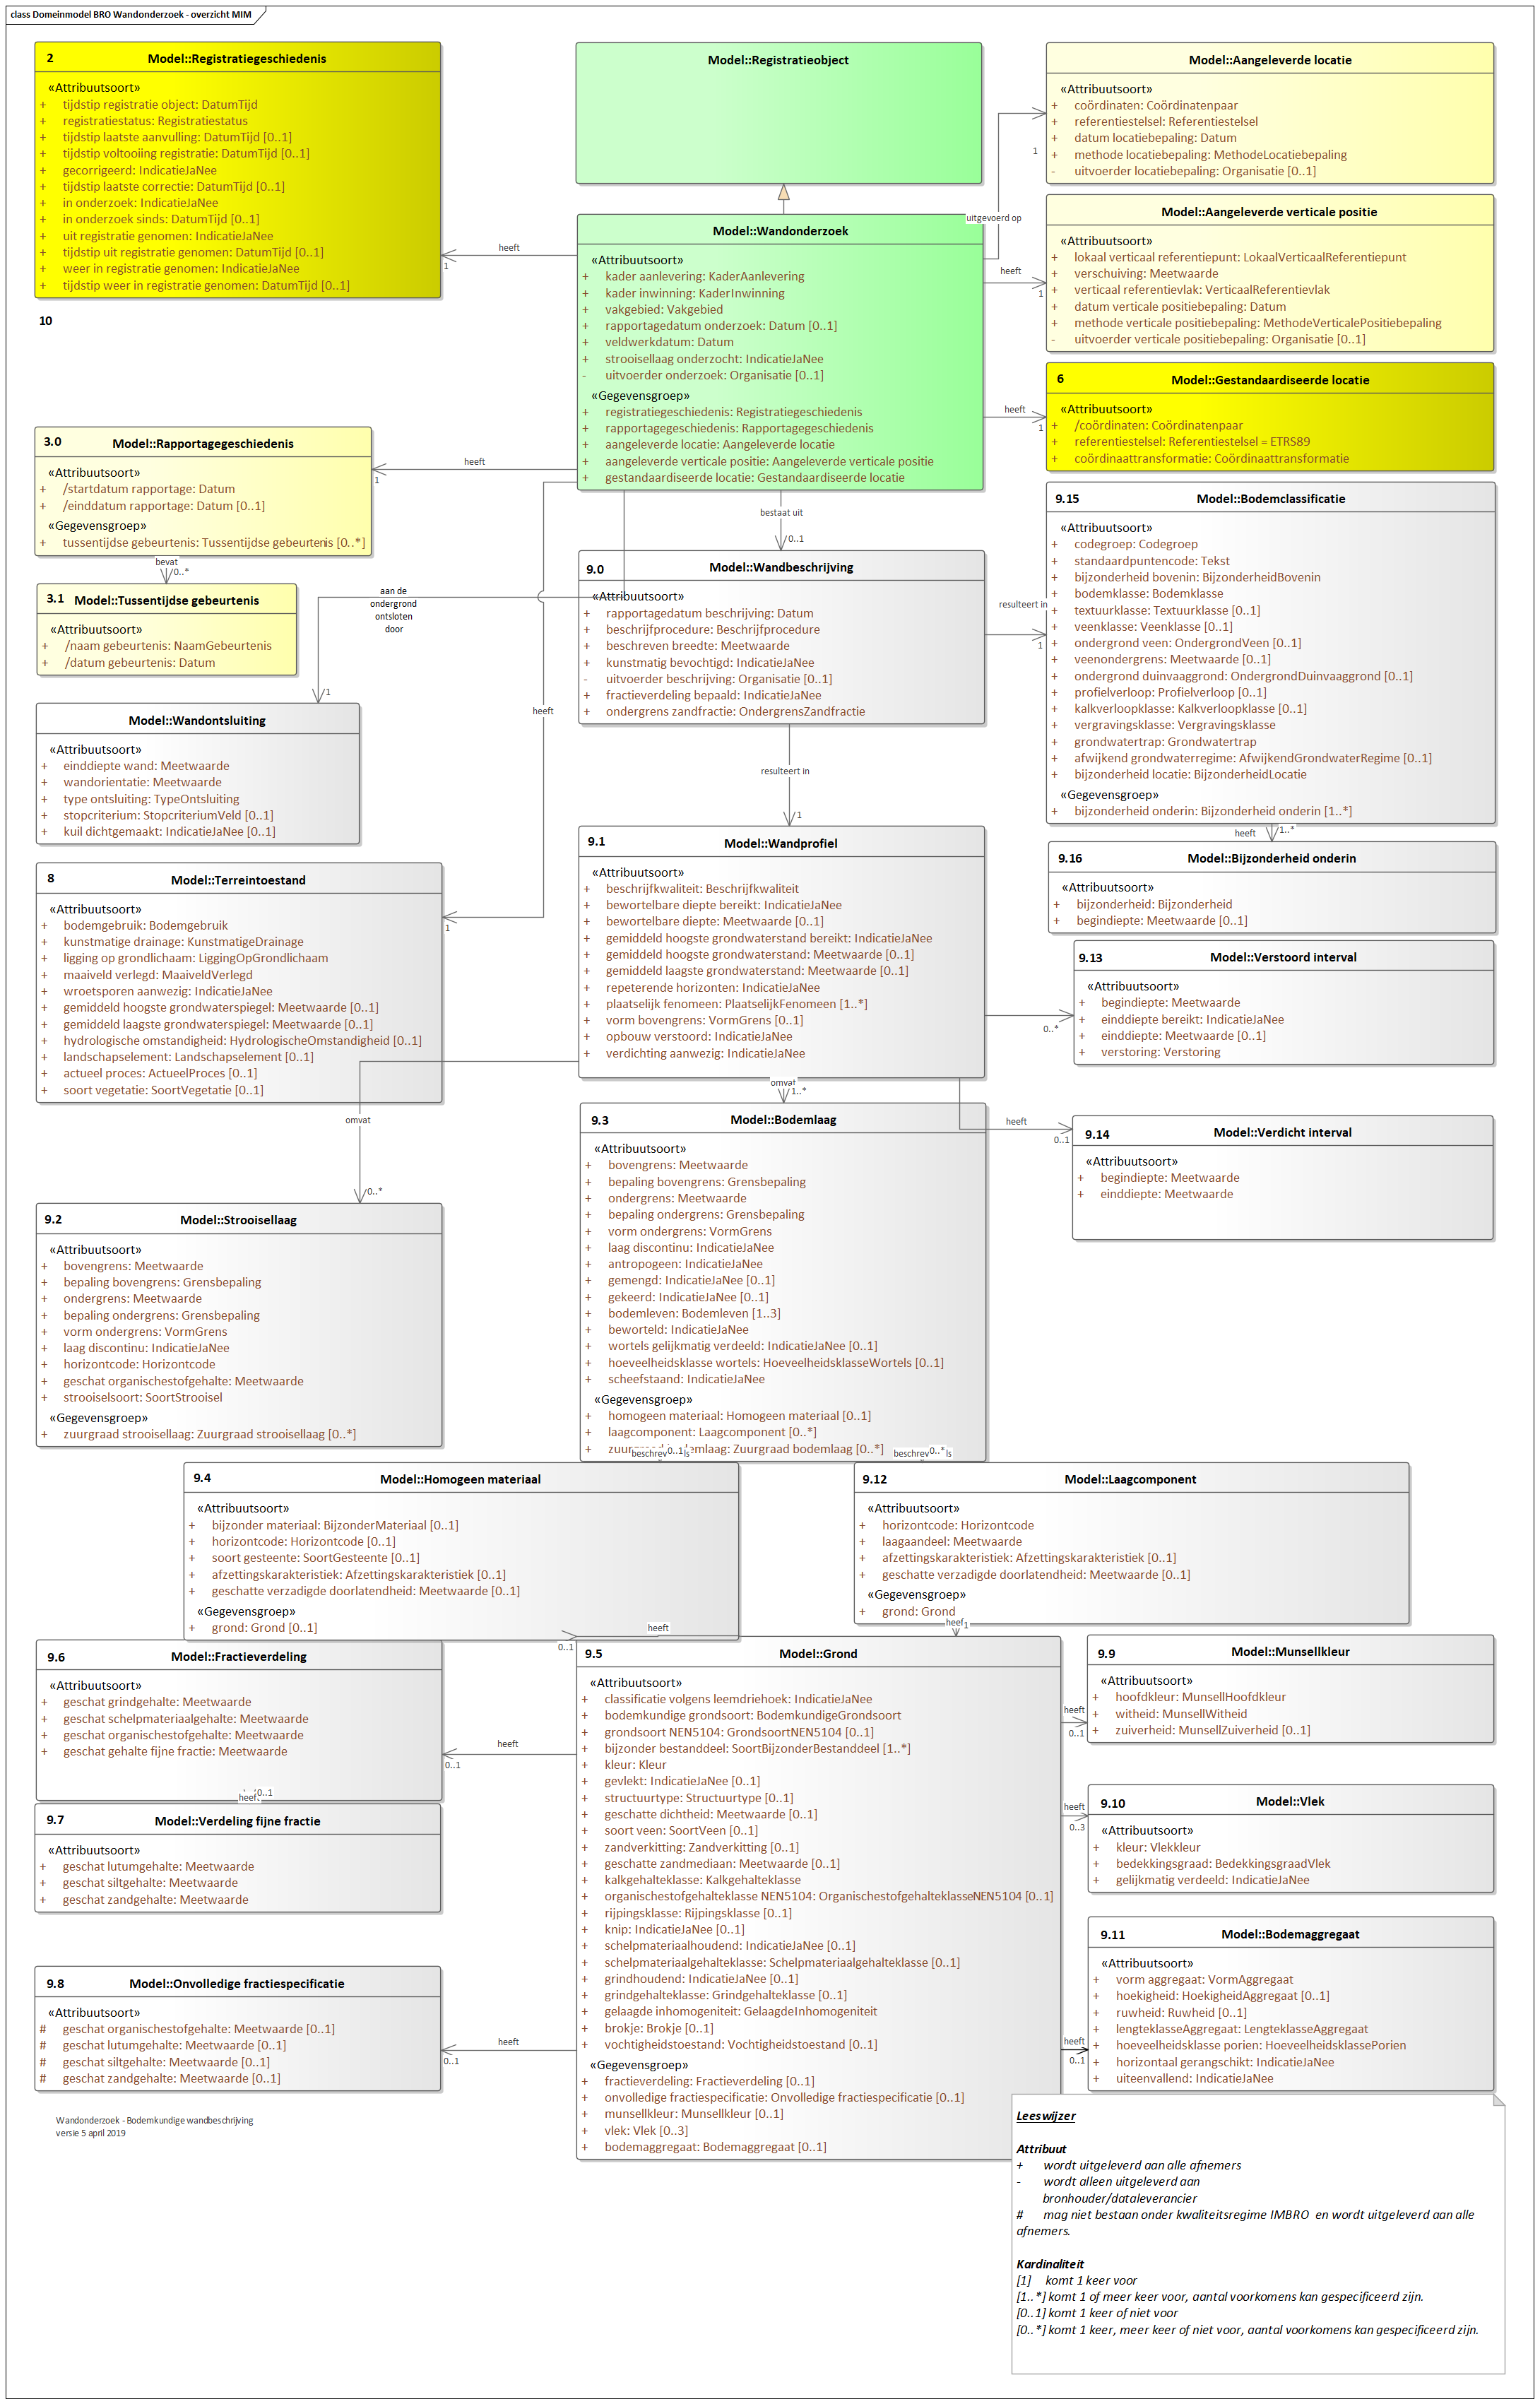 class Domeinmodel BRO Wandonderzoek - overzicht MIM
2
Model::Registratiegeschiedenis
«Attribuutsoort»
+ tijdstip registratie object: DatumTijd
+ registratiestatus: Registratiestatus
+ tijdstip laatste aanvulling: DatumTijd [0..1]
+ tijdstip voltooiing registratie: DatumTijd [0..1]
+ gecorrigeerd: IndicatieJaNee
+ tijdstip laatste correctie: DatumTijd [0..1]
+ in onderzoek: IndicatieJaNee
+ in onderzoek sinds: DatumTijd [0..1]
+ uit registratie genomen: IndicatieJaNee
+ tijdstip uit registratie genomen: DatumTijd [0..1]
+ weer in registratie genomen: IndicatieJaNee
+ tijdstip weer in registratie genomen: DatumTijd [0..1]
10
Model::Registratieobject
Model::Aangeleverde locatie
«Attribuutsoort»
+ coördinaten: Coördinatenpaar
+ referentiestelsel: Referentiestelsel
+ datum locatiebepaling: Datum
+ methode locatiebepaling: MethodeLocatiebepaling
- uitvoerder locatiebepaling: Organisatie [0..1]
1
uitgevoerd op
Model::Aangeleverde verticale positie
«Attribuutsoort»
+ lokaal verticaal referentiepunt: LokaalVerticaalReferentiepunt
+ verschuiving: Meetwaarde
+ verticaal referentievlak: VerticaalReferentievlak
+ datum verticale positiebepaling: Datum
+ methode verticale positiebepaling: MethodeVerticalePositiebepaling
- uitvoerder verticale positiebepaling: Organisatie [0..1]
heeft
1
Model::Wandonderzoek
«Attribuutsoort»
+ kader aanlevering: KaderAanlevering
+ kader inwinning: KaderInwinning
+ vakgebied: Vakgebied
+ rapportagedatum onderzoek: Datum [0..1]
+ veldwerkdatum: Datum
+ strooisellaag onderzocht: IndicatieJaNee
- uitvoerder onderzoek: Organisatie [0..1]
«Gegevensgroep»
+ registratiegeschiedenis: Registratiegeschiedenis
+ rapportagegeschiedenis: Rapportagegeschiedenis
+ aangeleverde locatie: Aangeleverde locatie
+ aangeleverde verticale positie: Aangeleverde verticale positie
+ gestandaardiseerde locatie: Gestandaardiseerde locatie
heeft
1
6
Model::Gestandaardiseerde locatie
«Attribuutsoort»
+ /coördinaten: Coördinatenpaar
+ referentiestelsel: Referentiestelsel = ETRS89
+ coördinaattransformatie: Coördinaattransformatie
heeft
1
3.0
Model::Rapportagegeschiedenis
«Attribuutsoort»
+ /startdatum rapportage: Datum
+ /einddatum rapportage: Datum [0..1]
«Gegevensgroep»
+ tussentijdse gebeurtenis: Tussentijdse gebeurtenis [0..*]
heeft
1
bevat
0..*
3.1
Model::Tussentijdse gebeurtenis
«Attribuutsoort»
+ /naam gebeurtenis: NaamGebeurtenis
+ /datum gebeurtenis: Datum
bestaat uit
0..1
aan de
ondergrond
ontsloten
door
1
9.0
Model::Wandbeschrijving
«Attribuutsoort»
+ rapportagedatum beschrijving: Datum
+ beschrijfprocedure: Beschrijfprocedure
+ beschreven breedte: Meetwaarde
+ kunstmatig bevochtigd: IndicatieJaNee
- uitvoerder beschrijving: Organisatie [0..1]
+ fractieverdeling bepaald: IndicatieJaNee
+ ondergrens zandfractie: OndergrensZandfractie
resulteert in
1
9.15
Model::Bodemclassificatie
«Attribuutsoort»
+ codegroep: Codegroep
+ standaardpuntencode: Tekst
+ bijzonderheid bovenin: BijzonderheidBovenin
+ bodemklasse: Bodemklasse
+ textuurklasse: Textuurklasse [0..1]
+ veenklasse: Veenklasse [0..1]
+ ondergrond veen: OndergrondVeen [0..1]
+ veenondergrens: Meetwaarde [0..1]
+ ondergrond duinvaaggrond: OndergrondDuinvaaggrond [0..1]
+ profielverloop: Profielverloop [0..1]
+ kalkverloopklasse: Kalkverloopklasse [0..1]
+ vergravingsklasse: Vergravingsklasse
+ grondwatertrap: Grondwatertrap
+ afwijkend grondwaterregime: AfwijkendGrondwaterRegime [0..1]
+ bijzonderheid locatie: BijzonderheidLocatie
«Gegevensgroep»
+ bijzonderheid onderin: Bijzonderheid onderin [1..*]
heeft
1..*
9.16
Model::Bijzonderheid onderin
«Attribuutsoort»
+ bijzonderheid: Bijzonderheid
+ begindiepte: Meetwaarde [0..1]
Model::Wandontsluiting
«Attribuutsoort»
+ einddiepte wand: Meetwaarde
+ wandorientatie: Meetwaarde
+ type ontsluiting: TypeOntsluiting
+ stopcriterium: StopcriteriumVeld [0..1]
+ kuil dichtgemaakt: IndicatieJaNee [0..1]
heeft
1
resulteert in
1
8
Model::Terreintoestand
«Attribuutsoort»
+ bodemgebruik: Bodemgebruik
+ kunstmatige drainage: KunstmatigeDrainage
+ ligging op grondlichaam: LiggingOpGrondlichaam
+ maaiveld verlegd: MaaiveldVerlegd
+ wroetsporen aanwezig: IndicatieJaNee
+ gemiddeld hoogste grondwaterspiegel: Meetwaarde [0..1]
+ gemiddeld laagste grondwaterspiegel: Meetwaarde [0..1]
+ hydrologische omstandigheid: HydrologischeOmstandigheid [0..1]
+ landschapselement: Landschapselement [0..1]
+ actueel proces: ActueelProces [0..1]
+ soort vegetatie: SoortVegetatie [0..1]
9.1
Model::Wandprofiel
«Attribuutsoort»
+ beschrijfkwaliteit: Beschrijfkwaliteit
+ bewortelbare diepte bereikt: IndicatieJaNee
+ bewortelbare diepte: Meetwaarde [0..1]
+ gemiddeld hoogste grondwaterstand bereikt: IndicatieJaNee
+ gemiddeld hoogste grondwaterstand: Meetwaarde [0..1]
+ gemiddeld laagste grondwaterstand: Meetwaarde [0..1]
+ repeterende horizonten: IndicatieJaNee
+ plaatselijk fenomeen: PlaatselijkFenomeen [1..*]
+ vorm bovengrens: VormGrens [0..1]
+ opbouw verstoord: IndicatieJaNee
+ verdichting aanwezig: IndicatieJaNee
0..*
9.13
Model::Verstoord interval
«Attribuutsoort»
+ begindiepte: Meetwaarde
+ einddiepte bereikt: IndicatieJaNee
+ einddiepte: Meetwaarde [0..1]
+ verstoring: Verstoring
omvat
1..*
heeft
0..1
9.14
Model::Verdicht interval
«Attribuutsoort»
+ begindiepte: Meetwaarde
+ einddiepte: Meetwaarde
omvat
0..*
9.2
Model::Strooisellaag
«Attribuutsoort»
+ bovengrens: Meetwaarde
+ bepaling bovengrens: Grensbepaling
+ ondergrens: Meetwaarde
+ bepaling ondergrens: Grensbepaling
+ vorm ondergrens: VormGrens
+ laag discontinu: IndicatieJaNee
+ horizontcode: Horizontcode
+ geschat organischestofgehalte: Meetwaarde
+ strooiselsoort: SoortStrooisel
«Gegevensgroep»
+ zuurgraad strooisellaag: Zuurgraad strooisellaag [0..*]
9.3
Model::Bodemlaag
«Attribuutsoort»
+ bovengrens: Meetwaarde
+ bepaling bovengrens: Grensbepaling
+ ondergrens: Meetwaarde
+ bepaling ondergrens: Grensbepaling
+ vorm ondergrens: VormGrens
+ laag discontinu: IndicatieJaNee
+ antropogeen: IndicatieJaNee
+ gemengd: IndicatieJaNee [0..1]
+ gekeerd: IndicatieJaNee [0..1]
+ bodemleven: Bodemleven [1..3]
+ beworteld: IndicatieJaNee
+ wortels gelijkmatig verdeeld: IndicatieJaNee [0..1]
+ hoeveelheidsklasse wortels: HoeveelheidsklasseWortels [0..1]
+ scheefstaand: IndicatieJaNee
«Gegevensgroep»
+ homogeen materiaal: Homogeen materiaal [0..1]
+ laagcomponent: Laagcomponent [0..*]
Zuurgraad bodemlaag [0..*]
0..1
0..*
9.4
Model::Homogeen materiaal
«Attribuutsoort»
+ bijzonder materiaal: BijzonderMateriaal [0..1]
+ horizontcode: Horizontcode [0..1]
+ soort gesteente: SoortGesteente [0..1]
+ afzettingskarakteristiek: Afzettingskarakteristiek [0..1]
+ geschatte verzadigde doorlatendheid: Meetwaarde [0..1]
«Gegevensgroep»
+ grond: Grond [0..1]
heeft
0..1
9.12
Model::Laagcomponent
«Attribuutsoort»
+ horizontcode: Horizontcode
+ laagaandeel: Meetwaarde
+ afzettingskarakteristiek: Afzettingskarakteristiek [0..1]
+ geschatte verzadigde doorlatendheid: Meetwaarde [0..1]
«Gegevensgroep»
+ grond: Grond
1
9.6
Model::Fractieverdeling
«Attribuutsoort»
+ geschat grindgehalte: Meetwaarde
+ geschat schelpmateriaalgehalte: Meetwaarde
+ geschat organischestofgehalte: Meetwaarde
+ geschat gehalte fijne fractie: Meetwaarde
heeft
0..1
0..1
heeft
9.7
Model::Verdeling fijne fractie
«Attribuutsoort»
+ geschat lutumgehalte: Meetwaarde
+ geschat siltgehalte: Meetwaarde
+ geschat zandgehalte: Meetwaarde
9.8
Model::Onvolledige fractiespecificatie
«Attribuutsoort»
# geschat organischestofgehalte: Meetwaarde [0..1]
# geschat lutumgehalte: Meetwaarde [0..1]
# geschat siltgehalte: Meetwaarde [0..1]
# geschat zandgehalte: Meetwaarde [0..1]
heeft
0..1
9.5
Model::Grond
«Attribuutsoort»
+ classificatie volgens leemdriehoek: IndicatieJaNee
+ bodemkundige grondsoort: BodemkundigeGrondsoort
+ grondsoort NEN5104: GrondsoortNEN5104 [0..1]
+ bijzonder bestanddeel: SoortBijzonderBestanddeel [1..*]
+ kleur: Kleur
+ gevlekt: IndicatieJaNee [0..1]
+ structuurtype: Structuurtype [0..1]
+ geschatte dichtheid: Meetwaarde [0..1]
+ soort veen: SoortVeen [0..1]
+ zandverkitting: Zandverkitting [0..1]
+ geschatte zandmediaan: Meetwaarde [0..1]
+ kalkgehalteklasse: Kalkgehalteklasse
+ organischestofgehalteklasse NEN5104: OrganischestofgehalteklasseNEN5104 [0..1]
+ rijpingsklasse: Rijpingsklasse [0..1]
+ knip: IndicatieJaNee [0..1]
+ schelpmateriaalhoudend: IndicatieJaNee [0..1]
+ schelpmateriaalgehalteklasse: Schelpmateriaalgehalteklasse [0..1]
+ grindhoudend: IndicatieJaNee [0..1]
+ grindgehalteklasse: Grindgehalteklasse [0..1]
+ gelaagde inhomogeniteit: GelaagdeInhomogeniteit
+ brokje: Brokje [0..1]
+ vochtigheidstoestand: Vochtigheidstoestand [0..1]
«Gegevensgroep»
+ fractieverdeling: Fractieverdeling [0..1]
+ onvolledige fractiespecificatie: Onvolledige fractiespecificatie [0..1]
+ munsellkleur: Munsellkleur [0..1]
+ vlek: Vlek [0..3]
+ bodemaggregaat: Bodemaggregaat [0..1]
heeft
0..1
9.9
Model::Munsellkleur
«Attribuutsoort»
+ hoofdkleur: MunsellHoofdkleur
+ witheid: MunsellWitheid
+ zuiverheid: MunsellZuiverheid [0..1]
heeft
0..3
9.10
Model::Vlek
«Attribuutsoort»
+ kleur: Vlekkleur
+ bedekkingsgraad: BedekkingsgraadVlek
+ gelijkmatig verdeeld: IndicatieJaNee
heeft
0..1
9.11
Model::Bodemaggregaat
«Attribuutsoort»
+ vorm aggregaat: VormAggregaat
+ hoekigheid: HoekigheidAggregaat [0..1]
+ ruwheid: Ruwheid [0..1]
+ lengteklasseAggregaat: LengteklasseAggregaat
+ hoeveelheidsklasse porien: HoeveelheidsklassePorien
+ horizontaal gerangschikt: IndicatieJaNee
+ uiteenvallend: IndicatieJaNee
Wandonderzoek - Bodemkundige wandbeschrijving
versie 5 april 2019
Leeswijzer
Attribuut
+ wordt uitgeleverd aan alle afnemers
- wordt alleen uitgeleverd aan
bronhouder/dataleverancier
# mag niet bestaan onder kwaliteitsregime IMBRO en wordt uitgeleverd aan alle
afnemers.
Kardinaliteit
[1] komt 1 keer voor
[1..*] komt 1 of meer keer voor, aantal voorkomens kan gespecificeerd zijn.
[0..1] komt 1 keer of niet voor
[0..*] komt 1 keer, meer keer of niet voor, aantal voorkomens kan gespecificeerd zijn.